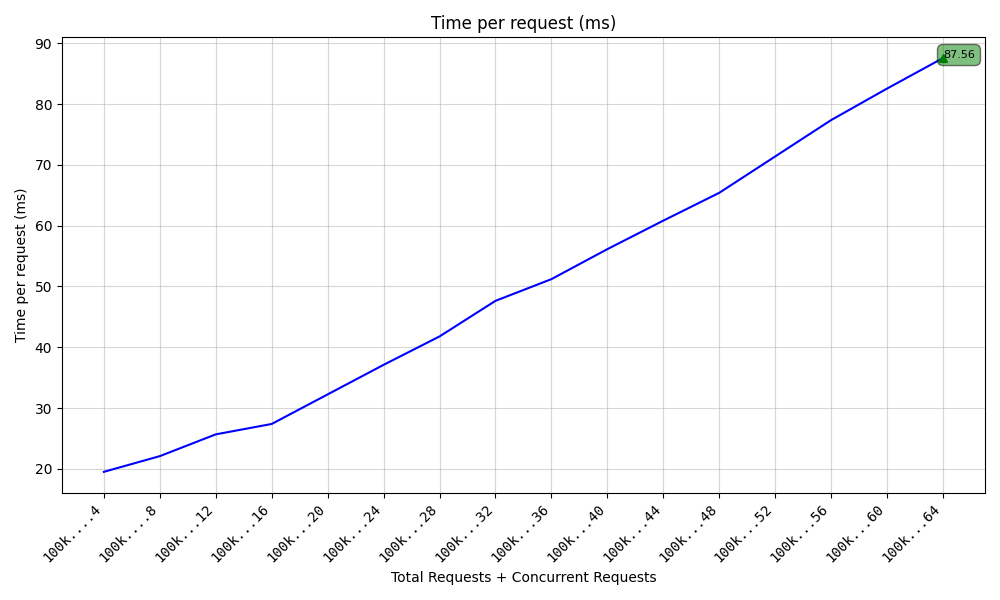 Time per request (ms)
87.56
90
80
70
60
50
40
30
20
Time per request (ms)
100k....4
100k....8
100k...12
100k...16
100k...20
100k...24
100k...28
100k...32
100k...36
100k...40
100k...44
100k...48
100k...52
100k...56
100k...60
100k...64
Total Requests + Concurrent Requests